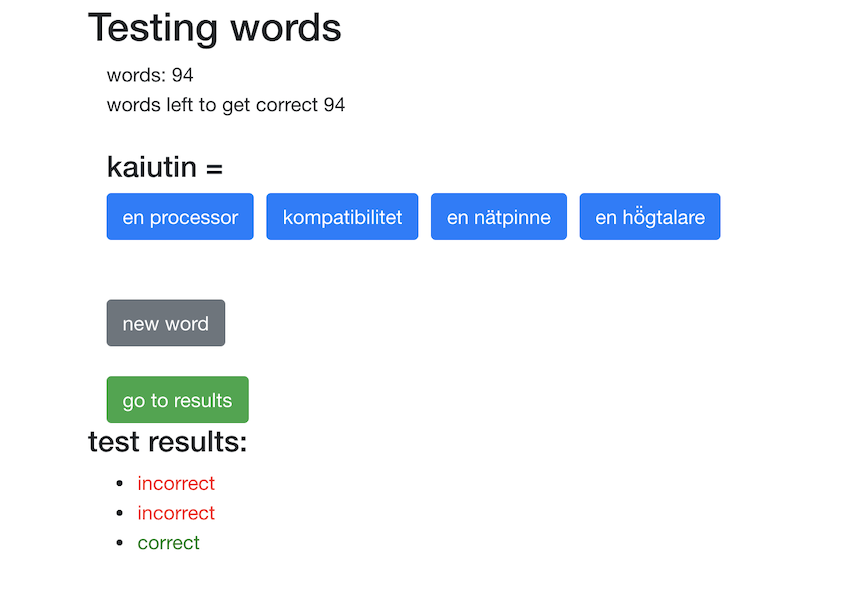 Testing words
words: 94
words left to get correct 94
kaiutin =
en processor kompatibilitet en nätpinne en högtalare
new word
go to results
test results:
incorrect
incorrect
correct